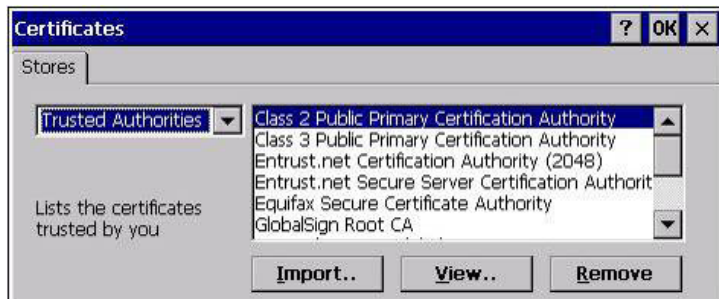 Certificates ? OK ×
Stores
Trusted Authorities
Class 2 Public Primary Certification Authority
Class 3 Public Primary Certification Authority
Entrust.net Certification Authority (2048)
Entrust.net Secure Server Certification Authorit
Equifax Secure Certificate Authority
GlobalSign Root CA
Lists the certificates
trusted by you
Import.. View.. Remove